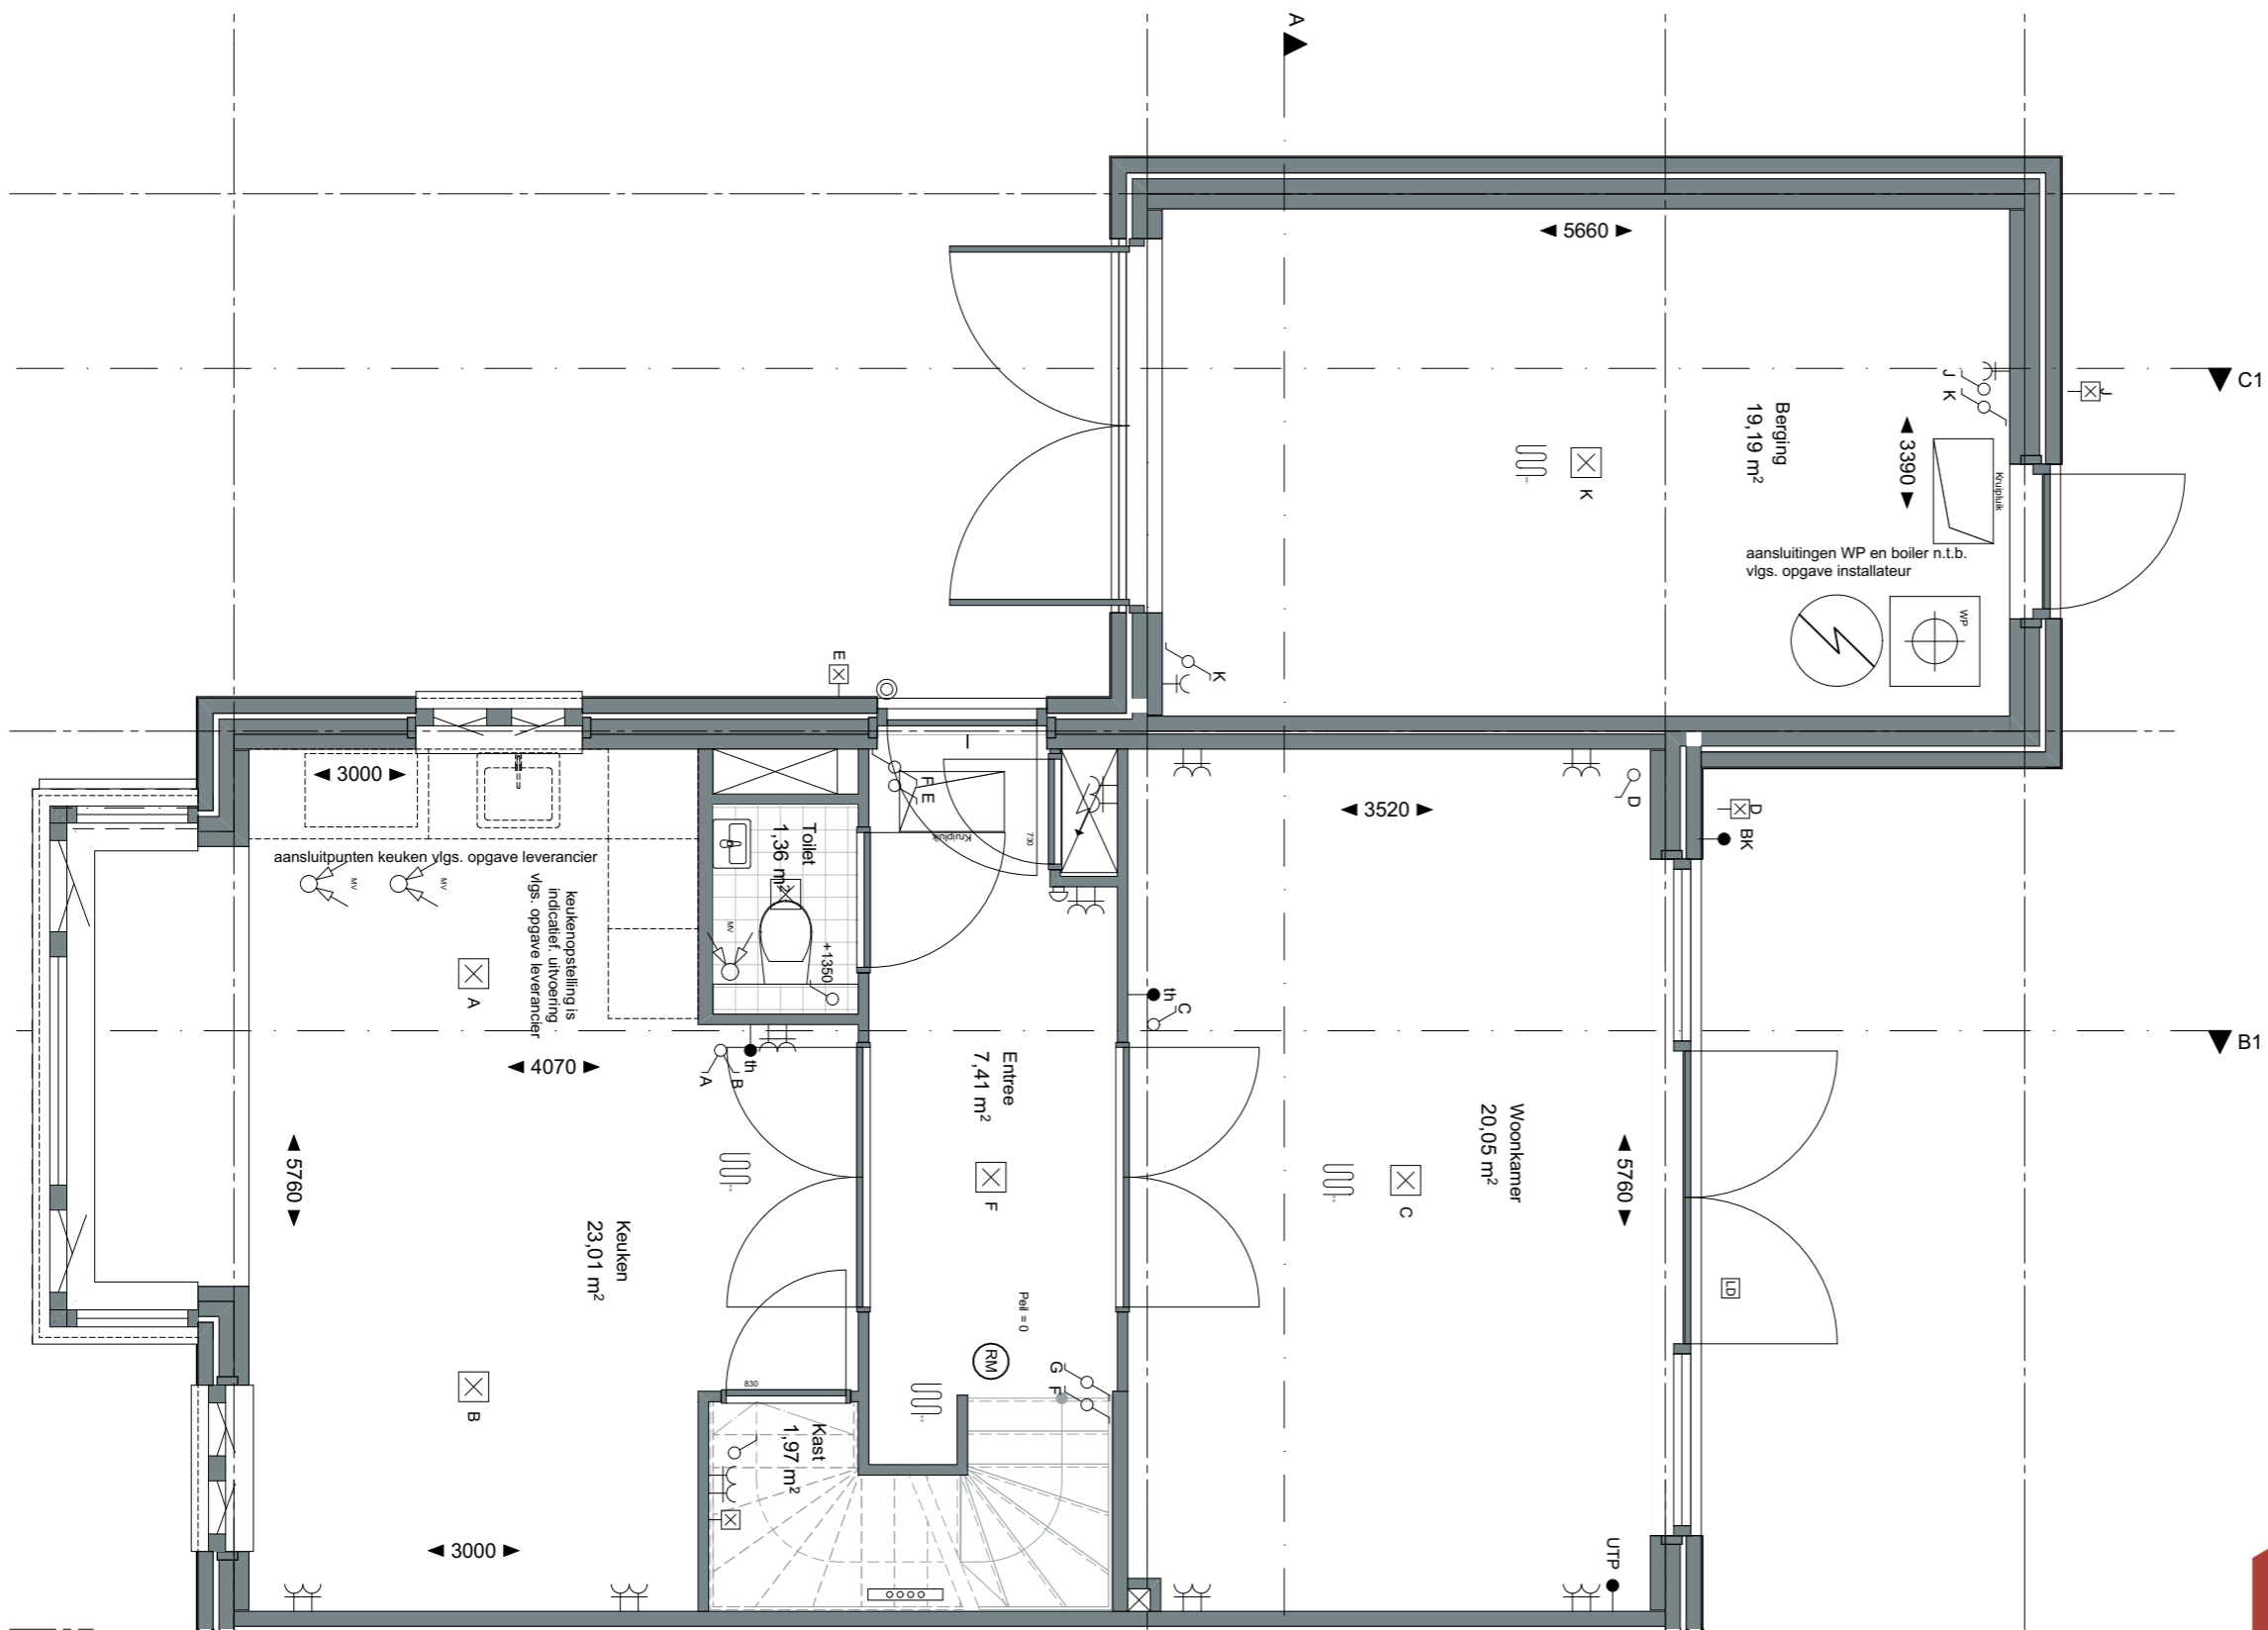 A
C1
5660
J
J
K
Berging
19,19 m²
3390
Kruipluik
K
aansluitingen WP en boiler n.t.b.
vlgs. opgave installateur
WP
K
E
3000
I
F
E
Kruipluik
730
D
D
BK
3520
Toilet
1,36 m²
aansluitpunten keuken vlgs. opgave leverancier
MV
MV
keukenopstelling is
indicatief. uitvoering
vlgs. opgave leverancier
MV
+1350
A
th
C
B1
4070
th
B
A
Entree
7,41 m²
Woonkamer
20,05 m²
5760
5760
F
C
Keuken
23,01 m²
LD
Peil = 0
RM
G
F
830
B
Kast
1,97 m²
3000
UTP